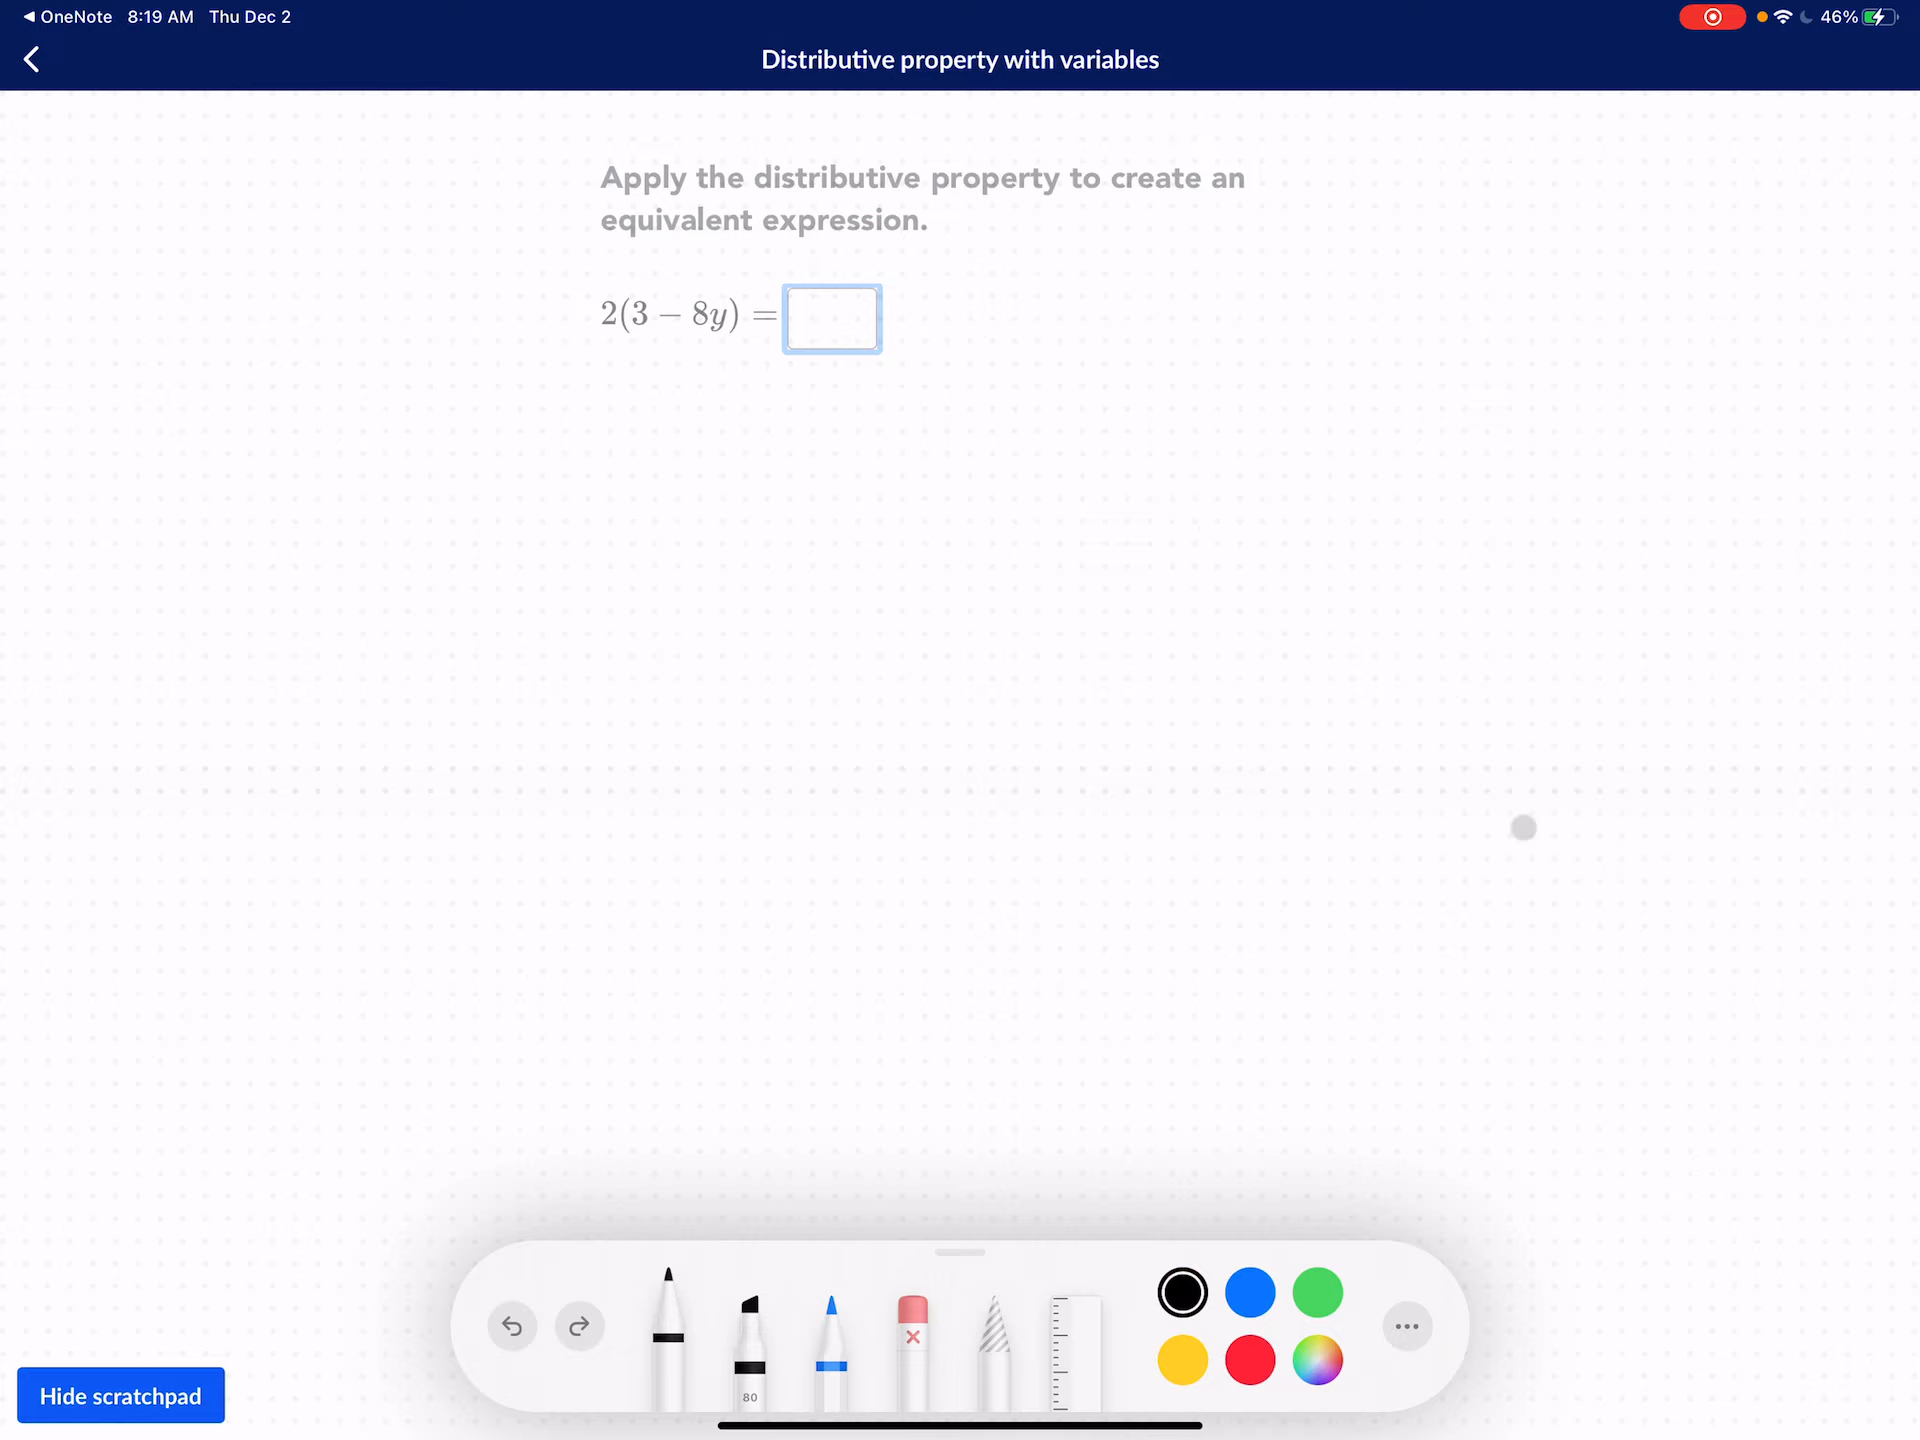 ◀ OneNote 8:19 AM Thu Dec 2 46%
Distributive property with variables
Apply the distributive property to create an
equivalent expression.
2(3 − 8y) =
80
Hide scratchpad